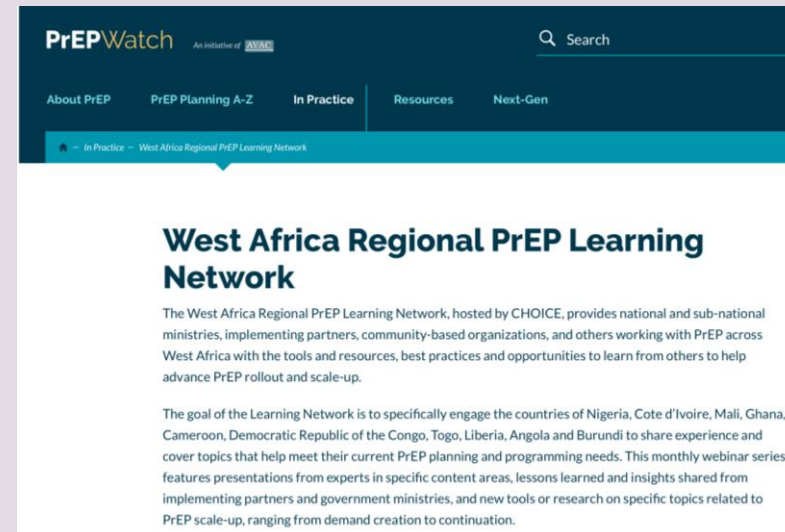 PrEPWatch An initiative of AVAC
Search
About PrEP PrEP Planning A-Z In Practice Resources Next-Gen
– In Practice – West Africa Regional PrEP Learning Network
West Africa Regional PrEP Learning
Network
The West Africa Regional PrEP Learning Network, hosted by CHOICE, provides national and sub-national
ministries, implementing partners, community-based organizations, and others working with PrEP across
West Africa with the tools and resources, best practices and opportunities to learn from others to help
advance PrEP rollout and scale-up.
The goal of the Learning Network is to specifically engage the countries of Nigeria, Cote d'Ivoire, Mali, Ghana,
Cameroon, Democratic Republic of the Congo, Togo, Liberia, Angola and Burundi to share experience and
cover topics that help meet their current PrEP planning and programming needs. This monthly webinar series
features presentations from experts in specific content areas, lessons learned and insights shared from
implementing partners and government ministries, and new tools or research on specific topics related to
PrEP scale-up, ranging from demand creation to continuation.